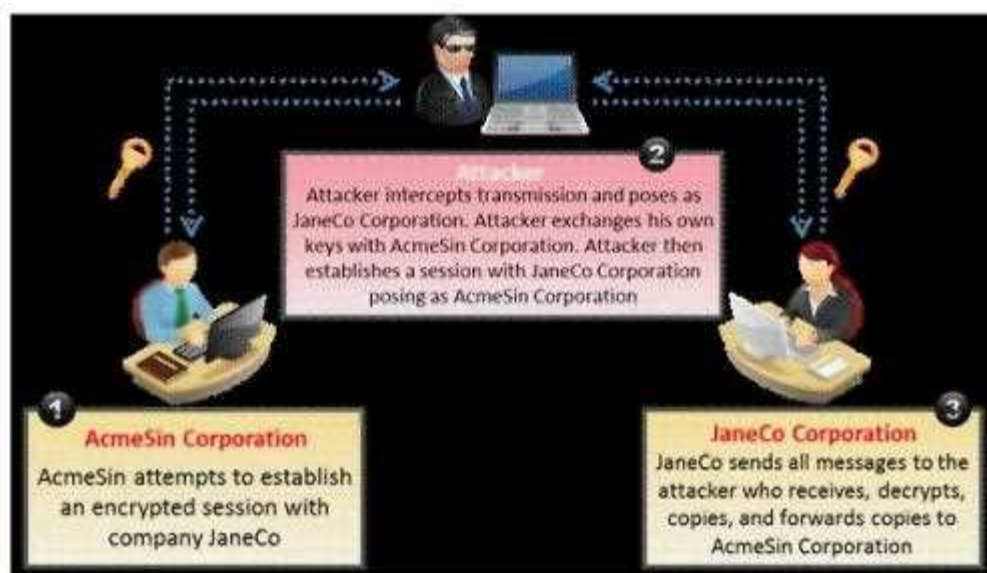 2
Attacker
Attacker intercepts transmission and poses as
JaneCo Corporation. Attacker exchanges his own
keys with AcmeSin Corporation. Attacker then
establishes a session with JaneCo Corporation
posing as AcmeSin Corporation
1
AcmeSin Corporation
AcmeSin attempts to establish
an encrypted session with
company JaneCo
3
JaneCo Corporation
JaneCo sends all messages to the
attacker who receives, decrypts,
copies, and forwards copies to
AcmeSin Corporation